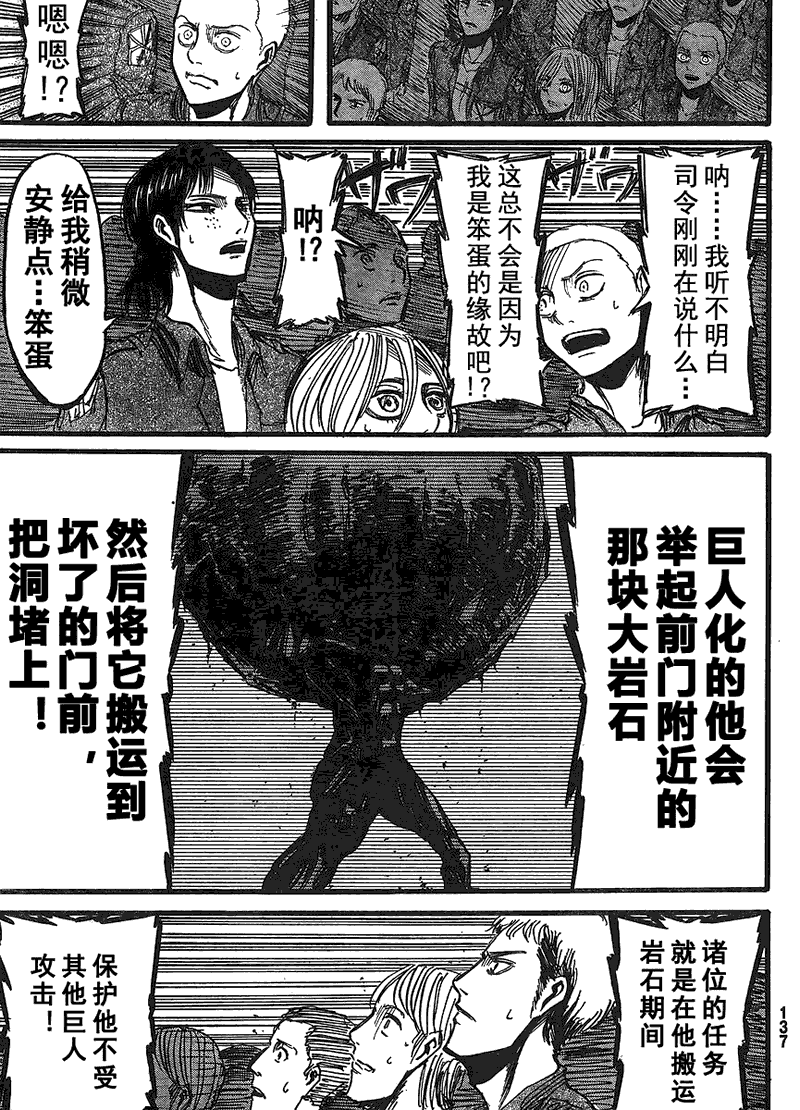 嗯嗯!?
呐……我听不明白
司令刚刚在说什么…
这总不会是因为
我是笨蛋的缘故吧!?
呐!?
给我稍微
安静点…笨蛋
巨人化的他会
举起前门附近的
那块大岩石
然后将它搬运到
坏了的门前，
把洞堵上！
诸位的任务
就是在他搬运
岩石期间
保护他不受
其他巨人
攻击！
137